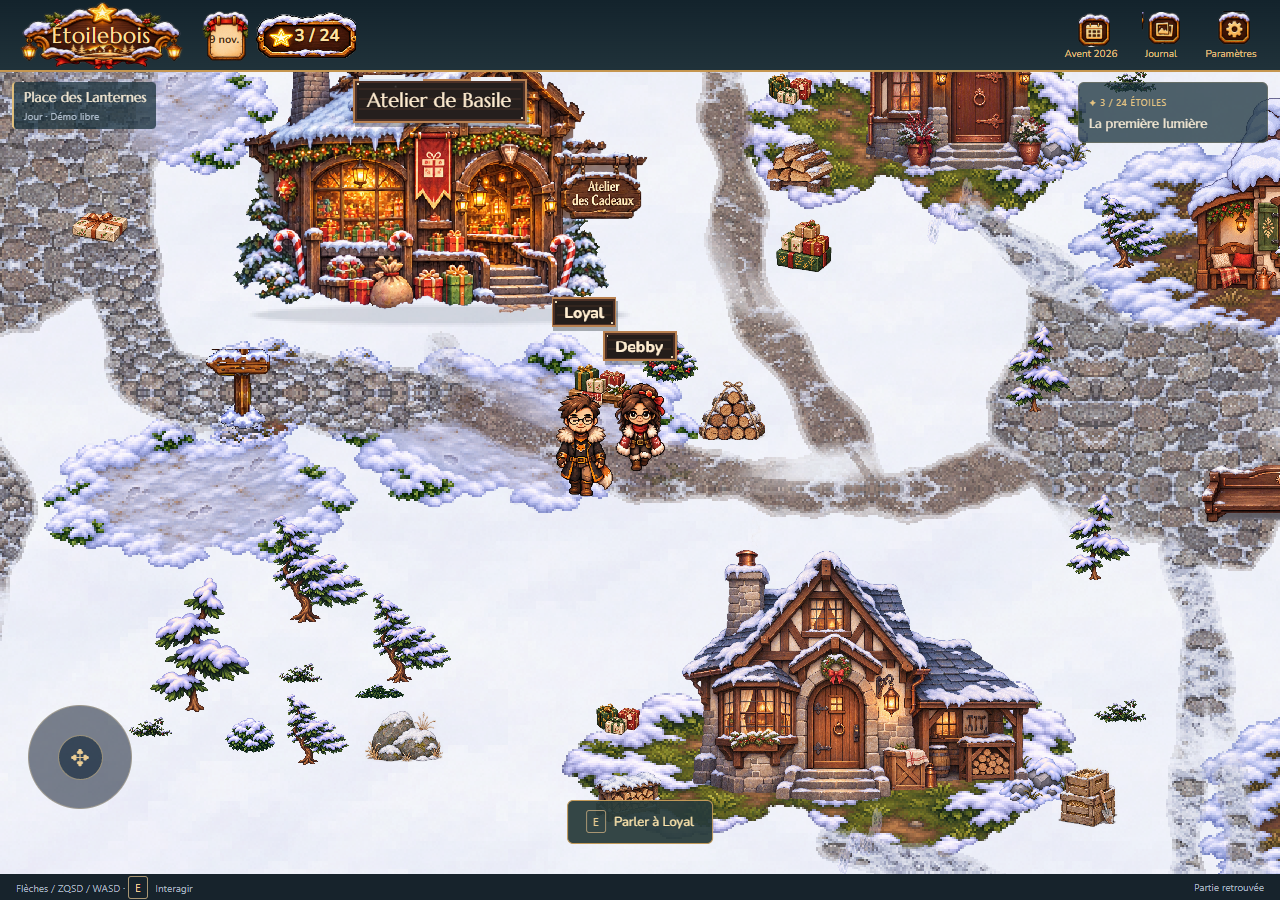 Étoilebois
9 nov.
3 / 24
Avent 2026
Journal
Paramètres
Place des Lanternes
Jour · Démo libre
Atelier de Basile
✦ 3 / 24 ÉTOILES
La première lumière
Atelier
des Cadeaux
Loyal
Debby
E Parler à Loyal
Flèches / ZQSD / WASD · E Interagir
Partie retrouvée